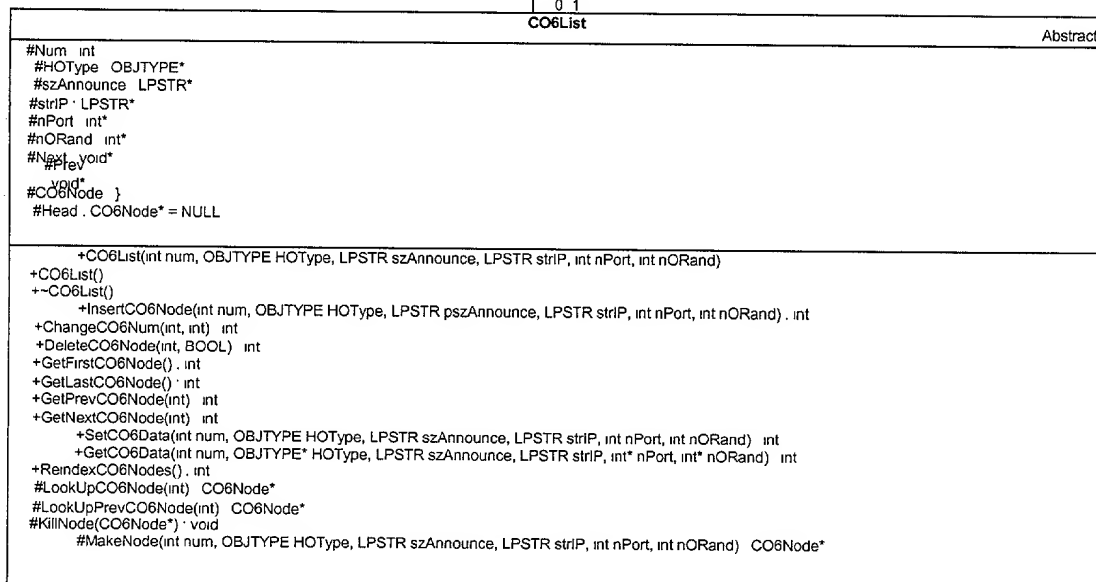 0 1
CO6List
Abstract
#Num int
#HOType OBJTYPE*
#szAnnounce LPSTR*
#strIP · LPSTR*
#nPort int*
#nORand int*
#Next void*
#Prev
void*
#CO6Node }
#Head . CO6Node* = NULL
+CO6List(int num, OBJTYPE HOType, LPSTR szAnnounce, LPSTR strIP, int nPort, int nORand)
+CO6List()
+~CO6List()
+InsertCO6Node(int num, OBJTYPE HOType, LPSTR pszAnnounce, LPSTR strIP, int nPort, int nORand) . int
+ChangeCO6Num(int, int) int
+DeleteCO6Node(int, BOOL) int
+GetFirstCO6Node() . int
+GetLastCO6Node() · int
+GetPrevCO6Node(int) int
+GetNextCO6Node(int) int
+SetCO6Data(int num, OBJTYPE HOType, LPSTR szAnnounce, LPSTR strIP, int nPort, int nORand) int
+GetCO6Data(int num, OBJTYPE* HOType, LPSTR szAnnounce, LPSTR strIP, int* nPort, int* nORand) int
+ReindexCO6Nodes() . int
#LookUpCO6Node(int) CO6Node*
#LookUpPrevCO6Node(int) CO6Node*
#KillNode(CO6Node*) · void
#MakeNode(int num, OBJTYPE HOType, LPSTR szAnnounce, LPSTR strIP, int nPort, int nORand) CO6Node*